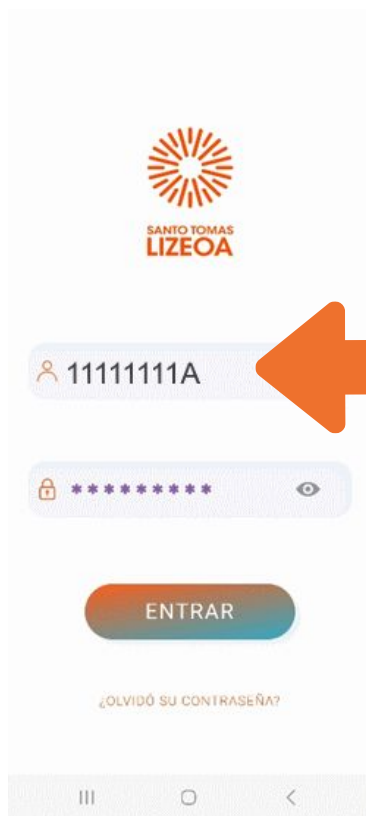 SANTO TOMAS
LIZEOA
11111111A
*********
ENTRAR
¿OLVIDÓ SU CONTRASEÑA?